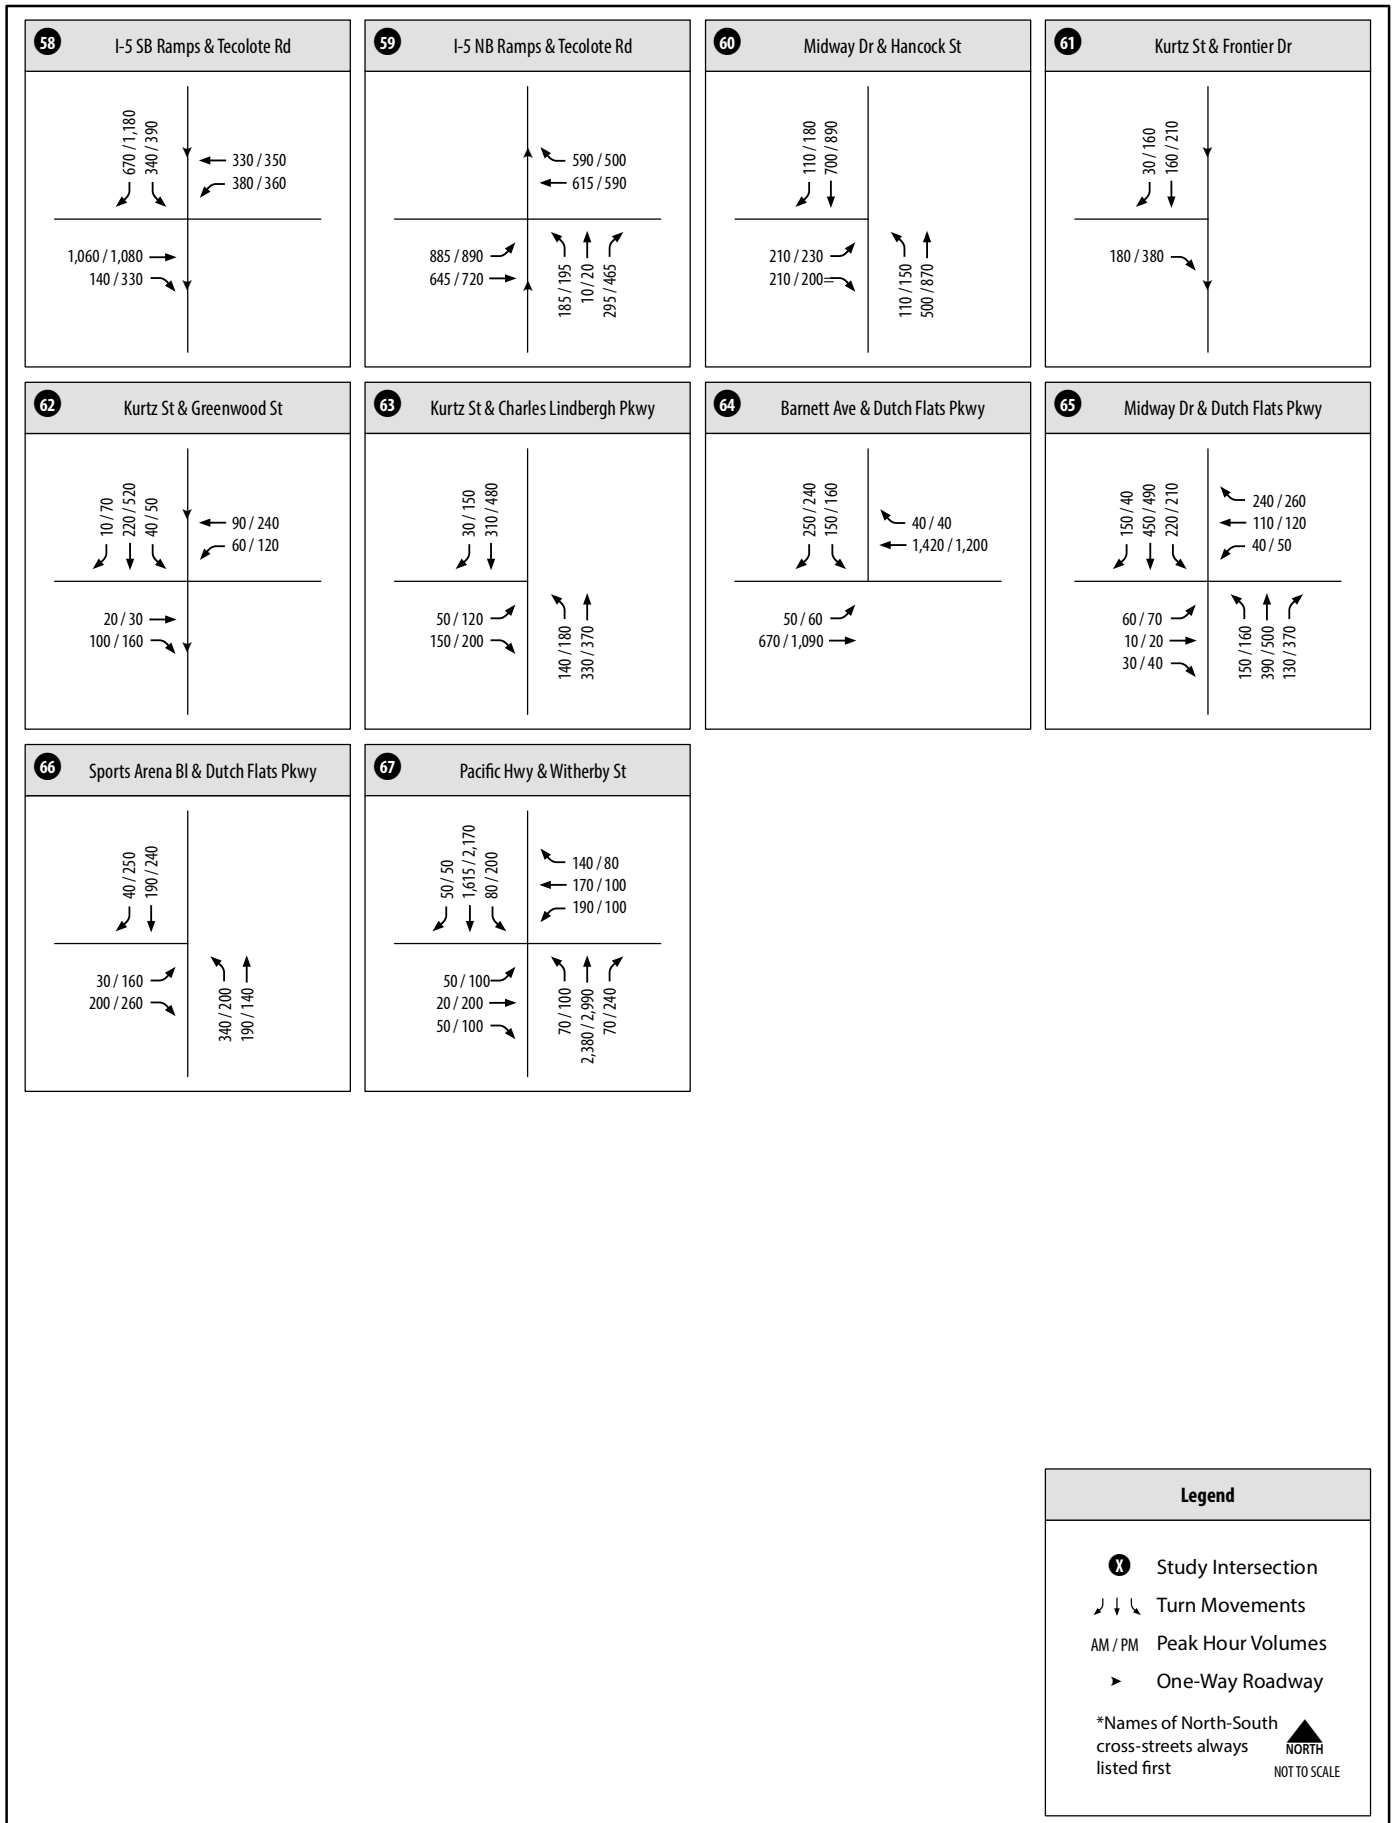 58 I-5 SB Ramps & Tecolote Rd
670 / 1,180
340 / 390
330 / 350
380 / 360
1,060 / 1,080
140 / 330
59 I-5 NB Ramps & Tecolote Rd
590 / 500
615 / 590
885 / 890
645 / 720
185 / 195
10 / 20
295 / 465
60 Midway Dr & Hancock St
110 / 180
700 / 890
210 / 230
210 / 200=
110 / 150
500 / 870
61 Kurtz St & Frontier Dr
30 / 160
160 / 210
180 / 380
62 Kurtz St & Greenwood St
10 / 70
220 / 520
40 / 50
90 / 240
60 / 120
20 / 30
100 / 160
63 Kurtz St & Charles Lindbergh Pkwy
30 / 150
310 / 480
50 / 120
150 / 200
140 / 180
330 / 370
64 Barnett Ave & Dutch Flats Pkwy
250 / 240
150 / 160
40 / 40
1,420 / 1,200
50 / 60
670 / 1,090
65 Midway Dr & Dutch Flats Pkwy
150 / 40
450 / 490
220 / 210
240 / 260
110 / 120
40 / 50
60 / 70
10 / 20
30 / 40
150 / 160
390 / 500
130 / 370
66 Sports Arena Bl & Dutch Flats Pkwy
40 / 250
190 / 240
30 / 160
200 / 260
340 / 200
190 / 140
67 Pacific Hwy & Witherby St
50 / 50
1,615 / 2,170
80 / 200
140 / 80
170 / 100
190 / 100
50 / 100
20 / 200
50 / 100
70 / 100
2,380 / 2,990
70 / 240
Legend
X Study Intersection
Turn Movements
AM / PM Peak Hour Volumes
One-Way Roadway
*Names of North-South
cross-streets always
listed first
NORTH
NOT TO SCALE